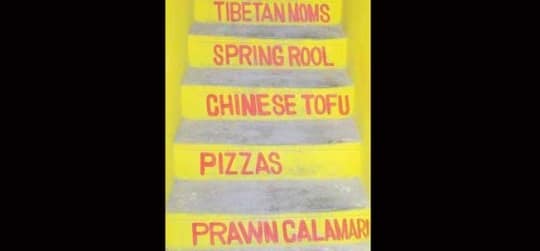 TIBETAN MOMS
SPRING ROOL
CHINESE TOFU
PIZZAS
PRAWN CALAMARI